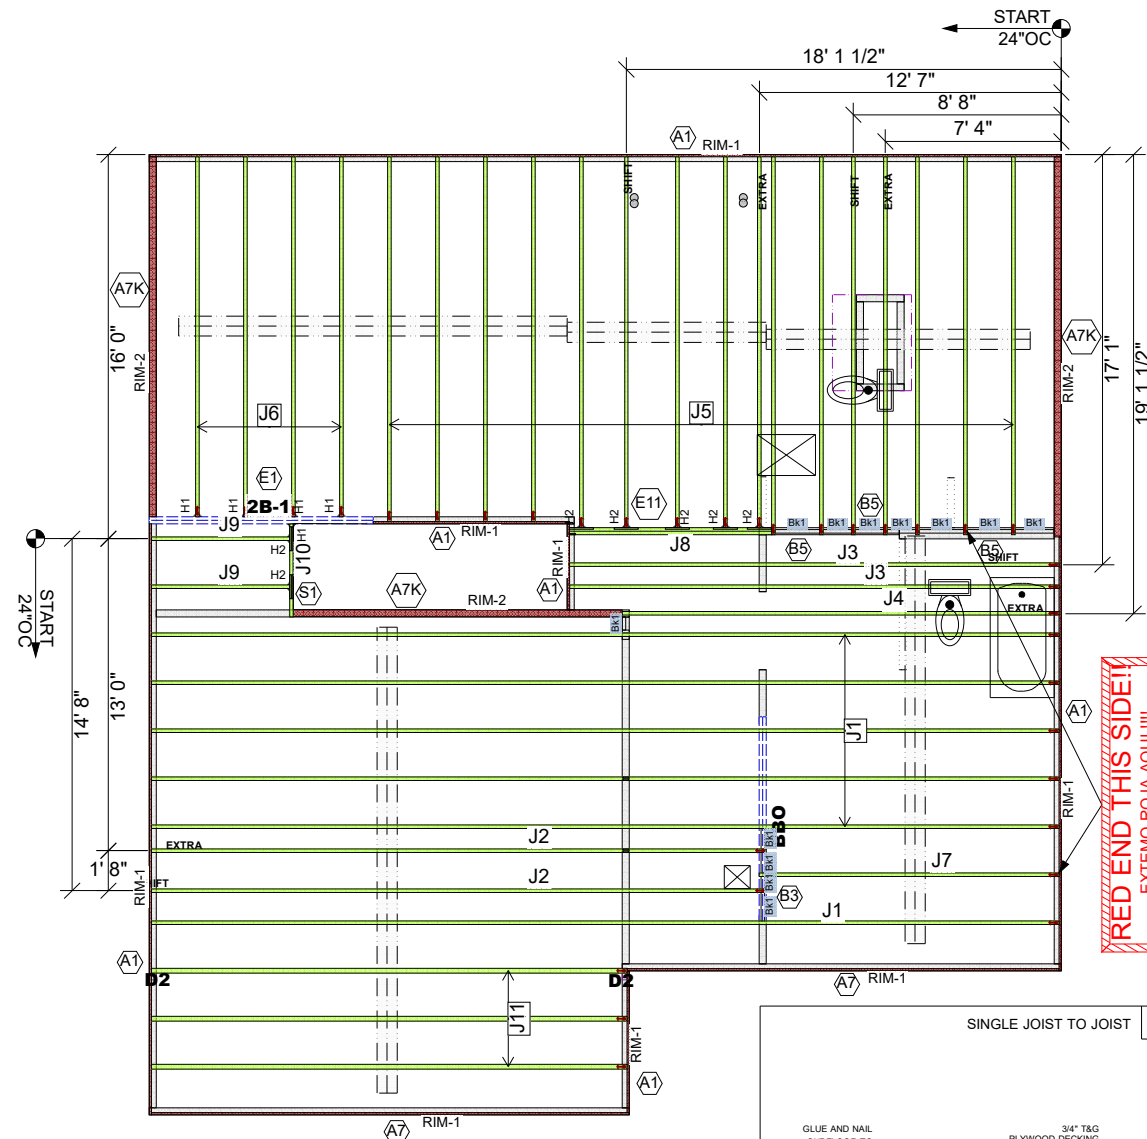 START
24"OC
18' 1 1/2"
12' 7"
8' 8"
7' 4"
A1
RIM-1
SHIFT
EXTRA
SHIFT
EXTRA
A7K
RIM-2
16' 0"
A7K
RIM-2
17' 1"
19' 1 1/2"
J6
J5
E1
H1
H1
2B-1
H1
H1
E11
H2
H2
H2
H2
H2
B5
Bk1
Bk1
Bk1
Bk1
Bk1
Bk1
Bk1
J9
J10
H1
H2
H2
J9
S1
A1
RIM-1
RIM-1
A1
A7K
RIM-2
J8
B5
J3
B5
SHIFT
J3
J4
EXTRA
START
24"OC
14' 8"
13' 0"
1' 8"
Bk1
J1
A1
RIM-1
RED END THIS SIDE!!
BBO
Bk1
Bk1
Bk1
Bk1
B3
EXTRA
J2
J2
J7
J1
RIM-1
A1
D2
D2
J11
A7
RIM-1
RIM-1
A1
RIM-1
A7
SINGLE JOIST TO JOIST
GLUE AND NAIL
3/4" T&G
PLYWOOD DECKING